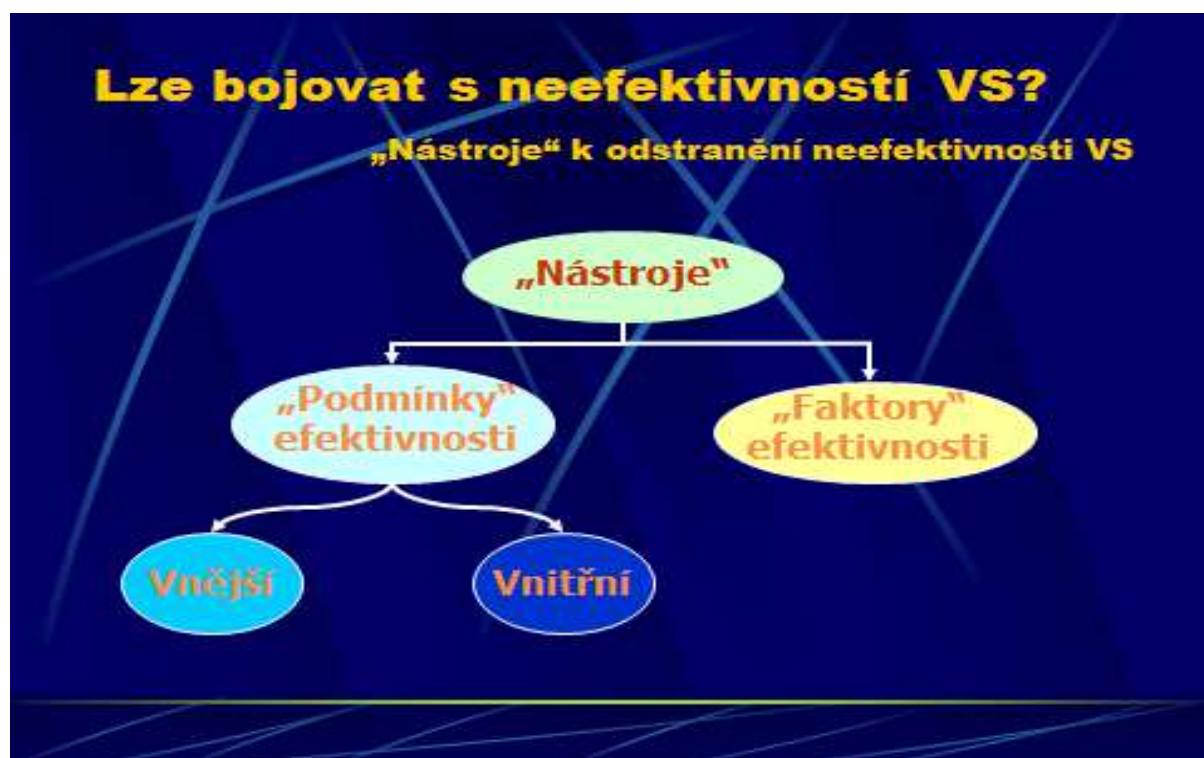 Lze bojovat s neefektivností VS?
„Nástroje“ k odstranění neefektivnosti VS
„Nástroje“
„Podmínky“
efektivnosti
„Faktory“
efektivnosti
Vnější
Vnitřní